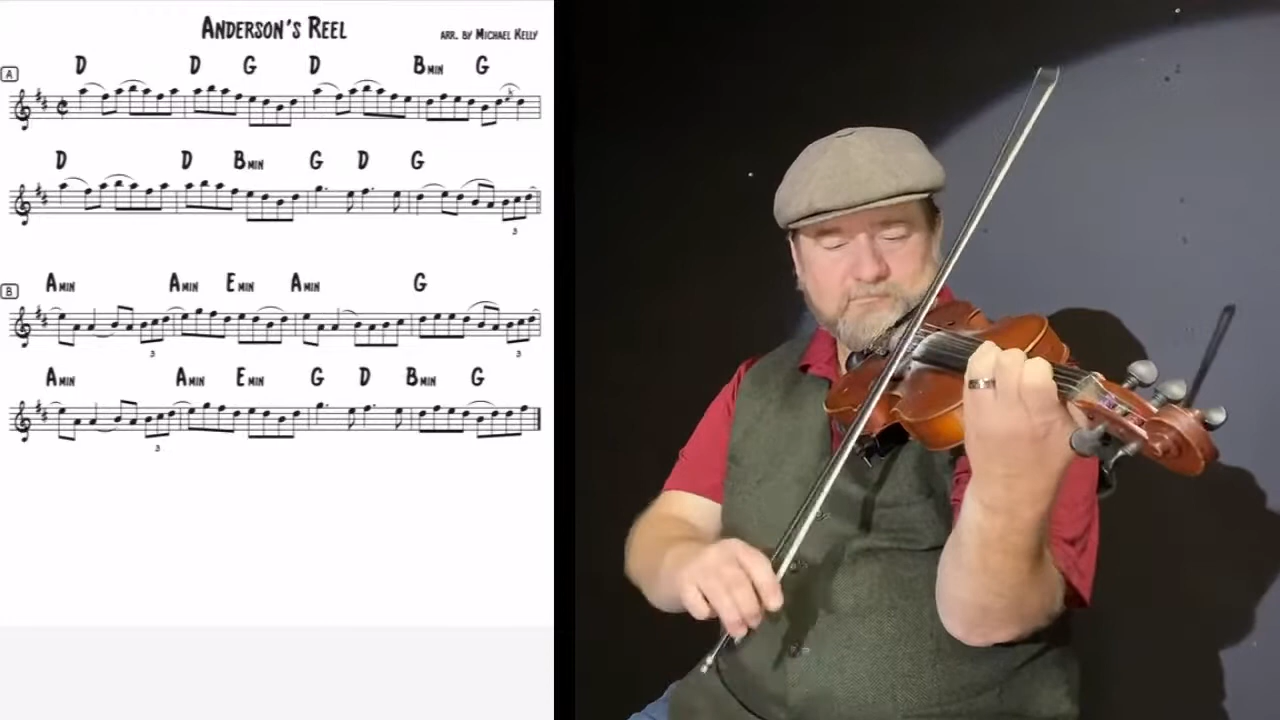 ANDERSON'S REEL
ARR. BY MICHAEL KELLY
A
D D G D BMIN G
D D BMIN G D G
3
B
AMIN AMIN EMIN AMIN G
3 3
AMIN AMIN EMIN G D BMIN G
3